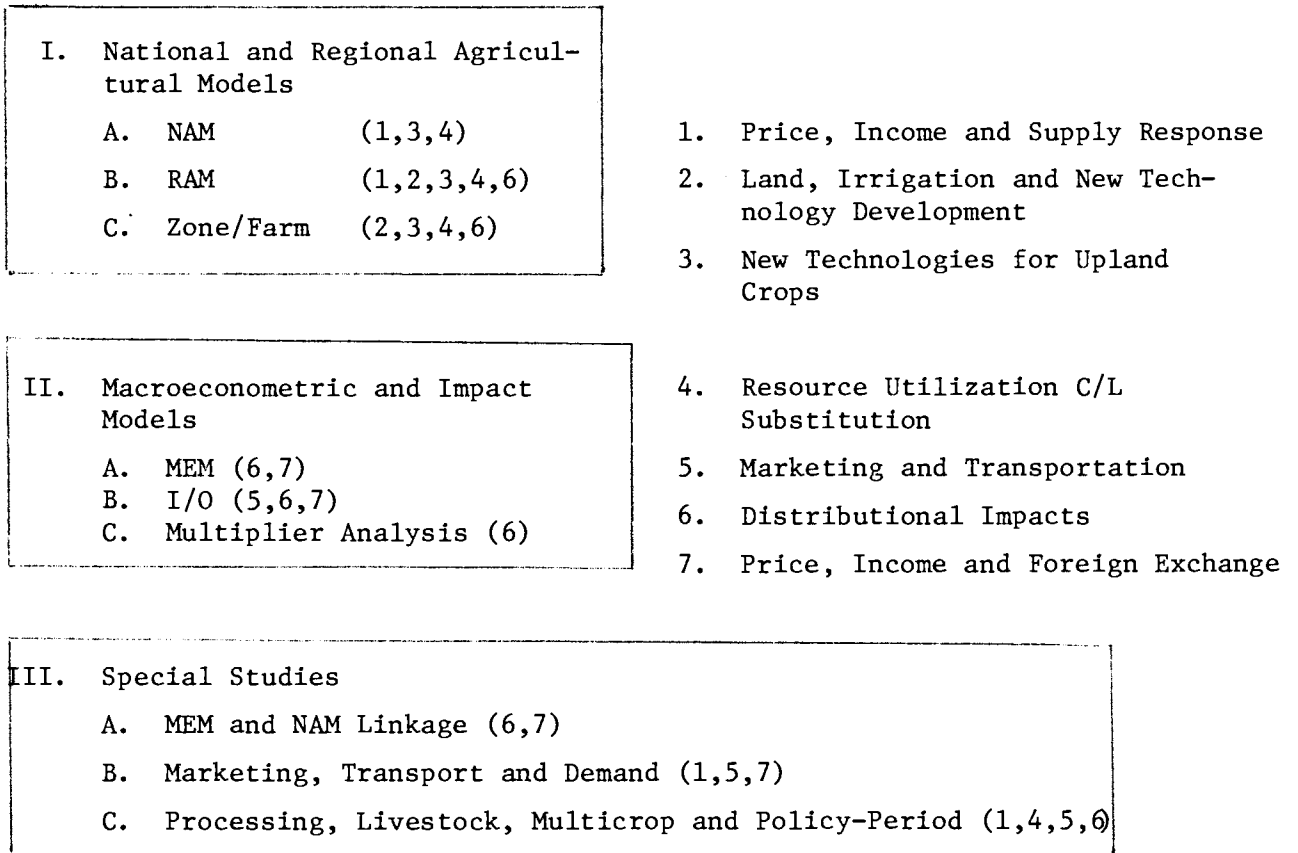 I. National and Regional Agricul-
tural Models
A. NAM (1,3,4)
B. RAM (1,2,3,4,6)
C. Zone/Farm (2,3,4,6)
1. Price, Income and Supply Response
2. Land, Irrigation and New Tech-
nology Development
3. New Technologies for Upland
Crops
II. Macroeconometric and Impact
Models
A. MEM (6,7)
B. I/O (5,6,7)
C. Multiplier Analysis (6)
4. Resource Utilization C/L
Substitution
5. Marketing and Transportation
6. Distributional Impacts
7. Price, Income and Foreign Exchange
III. Special Studies
A. MEM and NAM Linkage (6,7)
B. Marketing, Transport and Demand (1,5,7)
C. Processing, Livestock, Multicrop and Policy-Period (1,4,5,6)